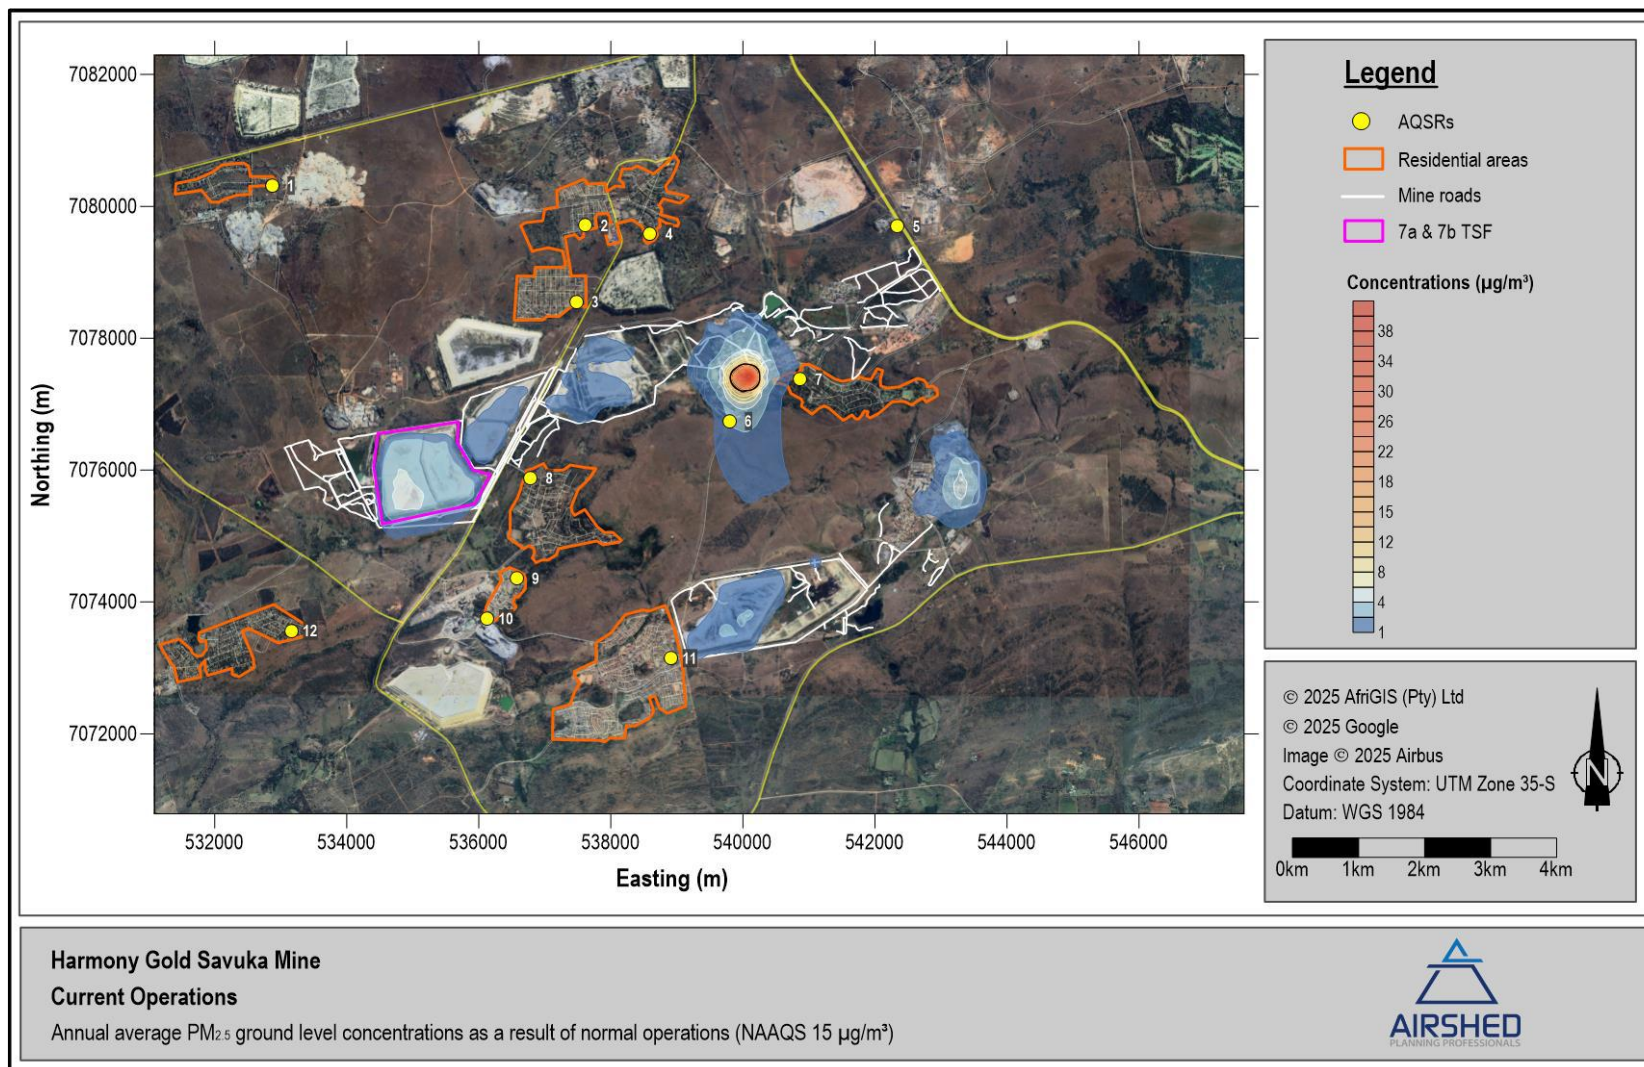 7082000
7080000
7078000
7076000
7074000
7072000
Northing (m)
532000
534000
536000
538000
540000
542000
544000
546000
Easting (m)
1
2
3
4
5
6
7
8
9
10
11
12
Legend
AQSRs
Residential areas
Mine roads
7a & 7b TSF
Concentrations (µg/m³)
38
34
30
26
22
18
15
12
8
4
1
© 2025 AfriGIS (Pty) Ltd
© 2025 Google
Image © 2025 Airbus
Coordinate System: UTM Zone 35-S
Datum: WGS 1984
N
0km 1km 2km 3km 4km
Harmony Gold Savuka Mine
Current Operations
Annual average PM2.5 ground level concentrations as a result of normal operations (NAAQS 15 µg/m³)
AIRSHED
PLANNING PROFESSIONALS